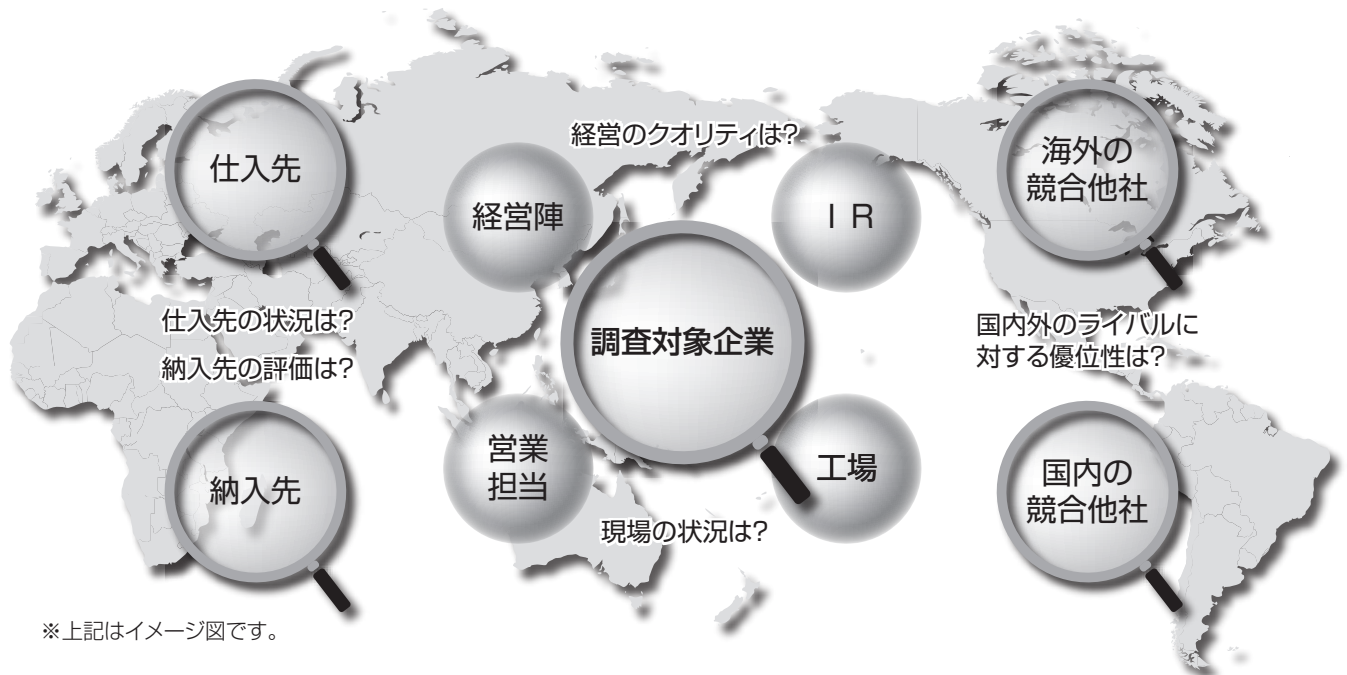 経営のクオリティは?
仕入先
経営陣
I R
海外の
競合他社
調査対象企業
仕入先の状況は?
納入先の評価は?
国内外のライバルに
対する優位性は?
納入先
営業
担当
工場
国内の
競合他社
現場の状況は?
※上記はイメージ図です。